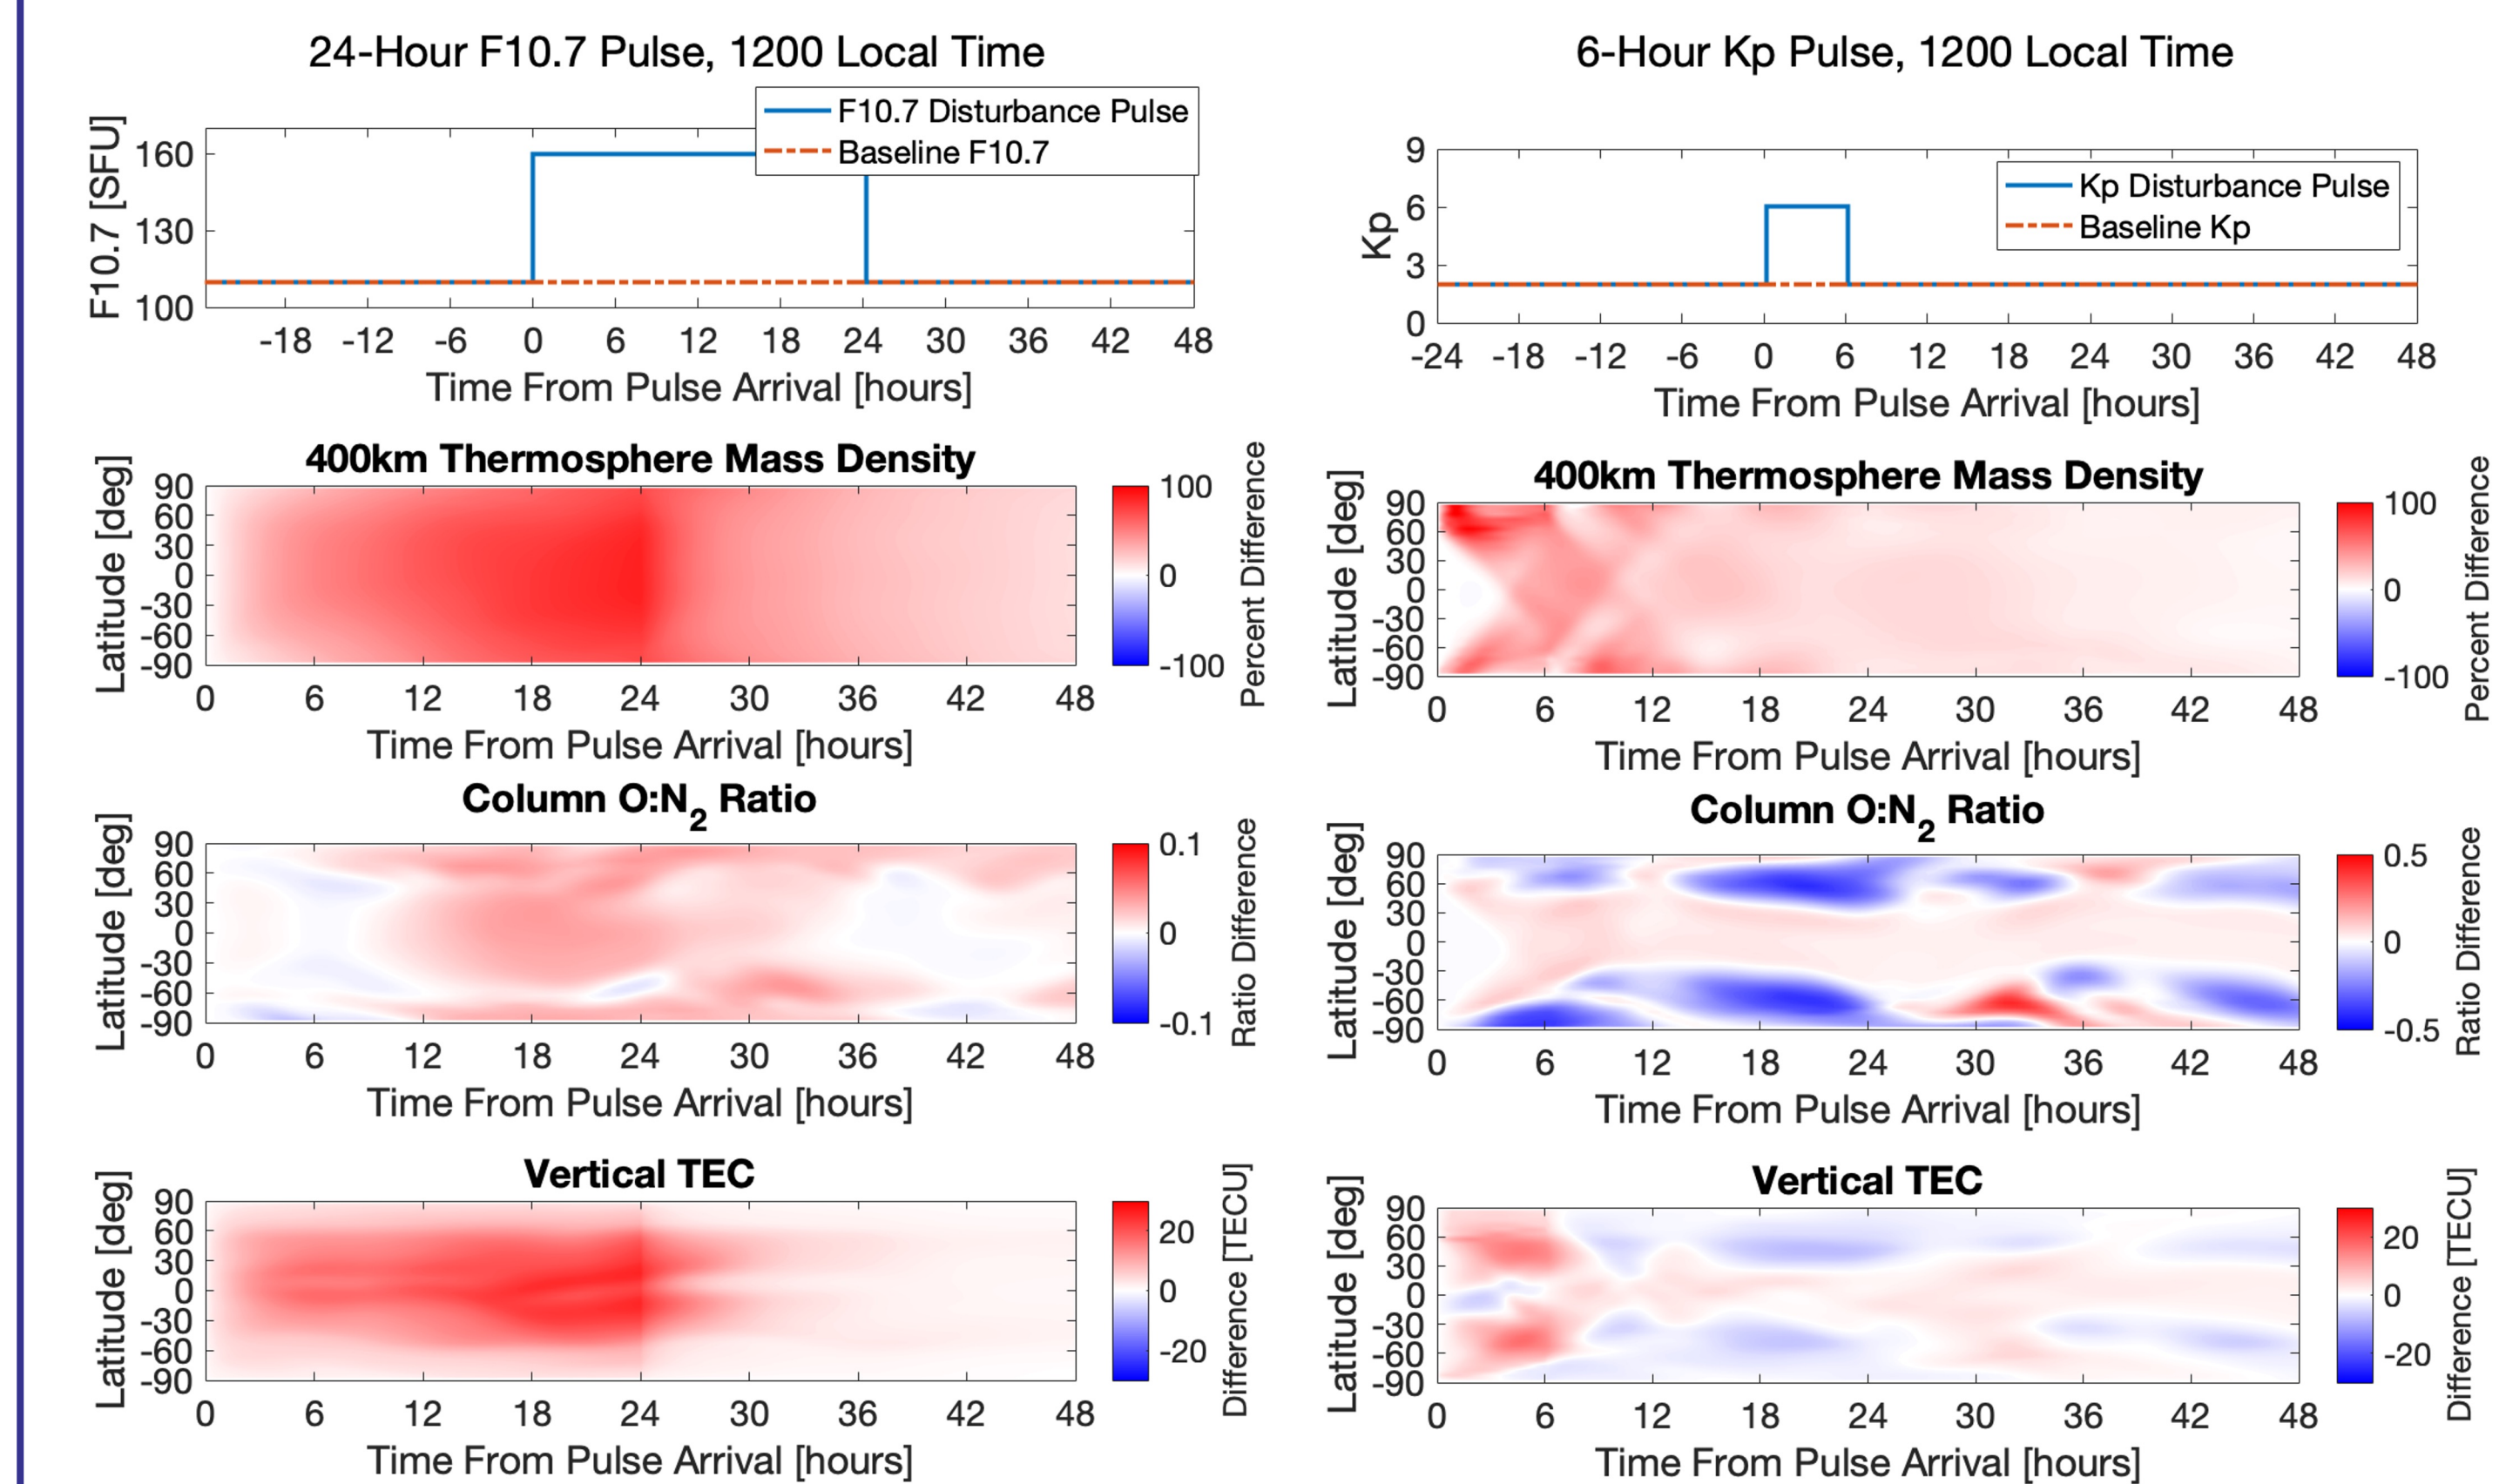 24-Hour F10.7 Pulse, 1200 Local Time
F10.7 Disturbance Pulse
Baseline F10.7
F10.7 [SFU]
160
130
100
-18 -12 -6 0 6 12 18 24 30 36 42 48
Time From Pulse Arrival [hours]
400km Thermosphere Mass Density
Latitude [deg]
90
60
30
0
-30
-60
-90
0 6 12 18 24 30 36 42 48
Time From Pulse Arrival [hours]
100
0
-100
Percent Difference
Column O:N2 Ratio
Latitude [deg]
90
60
30
0
-30
-60
-90
0 6 12 18 24 30 36 42 48
Time From Pulse Arrival [hours]
0.1
0
-0.1
Ratio Difference
Vertical TEC
Latitude [deg]
90
60
30
0
-30
-60
-90
0 6 12 18 24 30 36 42 48
Time From Pulse Arrival [hours]
20
0
-20
Difference [TECU]
6-Hour Kp Pulse, 1200 Local Time
Kp Disturbance Pulse
Baseline Kp
Kp
9
6
3
0
-24 -18 -12 -6 0 6 12 18 24 30 36 42 48
Time From Pulse Arrival [hours]
400km Thermosphere Mass Density
Latitude [deg]
90
60
30
0
-30
-60
-90
0 6 12 18 24 30 36 42 48
Time From Pulse Arrival [hours]
100
0
-100
Percent Difference
Column O:N2 Ratio
Latitude [deg]
90
60
30
0
-30
-60
-90
0 6 12 18 24 30 36 42 48
Time From Pulse Arrival [hours]
0.5
0
-0.5
Ratio Difference
Vertical TEC
Latitude [deg]
90
60
30
0
-30
-60
-90
0 6 12 18 24 30 36 42 48
Time From Pulse Arrival [hours]
20
0
-20
Difference [TECU]